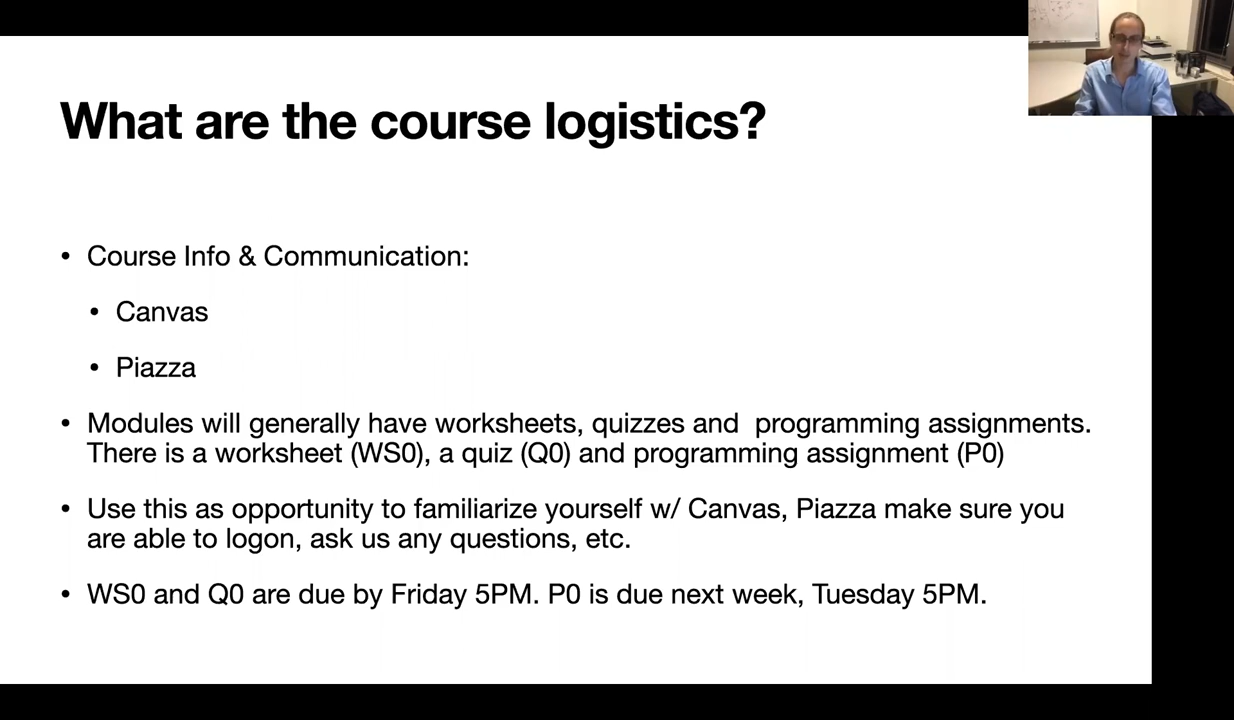 What are the course logistics?
• Course Info & Communication:
• Canvas
• Piazza
• Modules will generally have worksheets, quizzes and  programming assignments.
There is a worksheet (WS0), a quiz (Q0) and programming assignment (P0)
• Use this as opportunity to familiarize yourself w/ Canvas, Piazza make sure you
are able to logon, ask us any questions, etc.
• WS0 and Q0 are due by Friday 5PM. P0 is due next week, Tuesday 5PM.